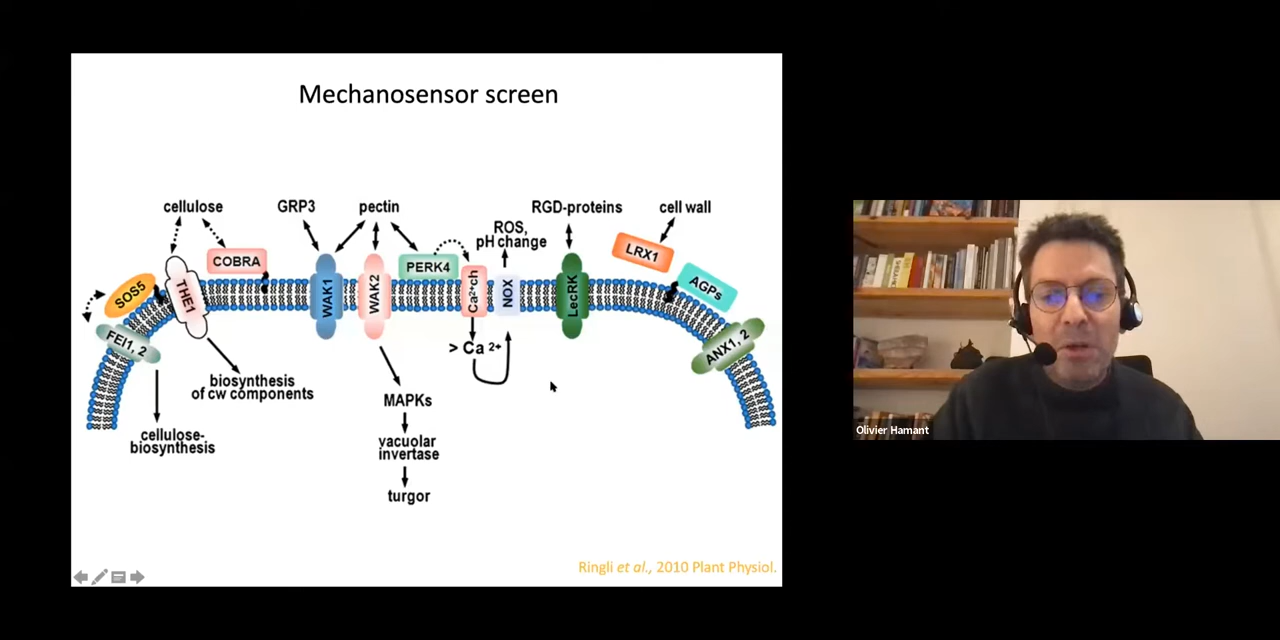 Mechanosensor screen
cellulose
GRP3
pectin
RGD-proteins
cell wall
ROS,
pH change
COBRA
SOS5
THE1
FEI1, 2
WAK1
WAK2
PERK4
Ca2+ch
NOX
LecRK
LRX1
AGPs
ANX1, 2
> Ca 2+
biosynthesis
of cw components
MAPKs
cellulose-
biosynthesis
vacuolar
invertase
turgor
Ringli et al., 2010 Plant Physiol.
Olivier Hamant